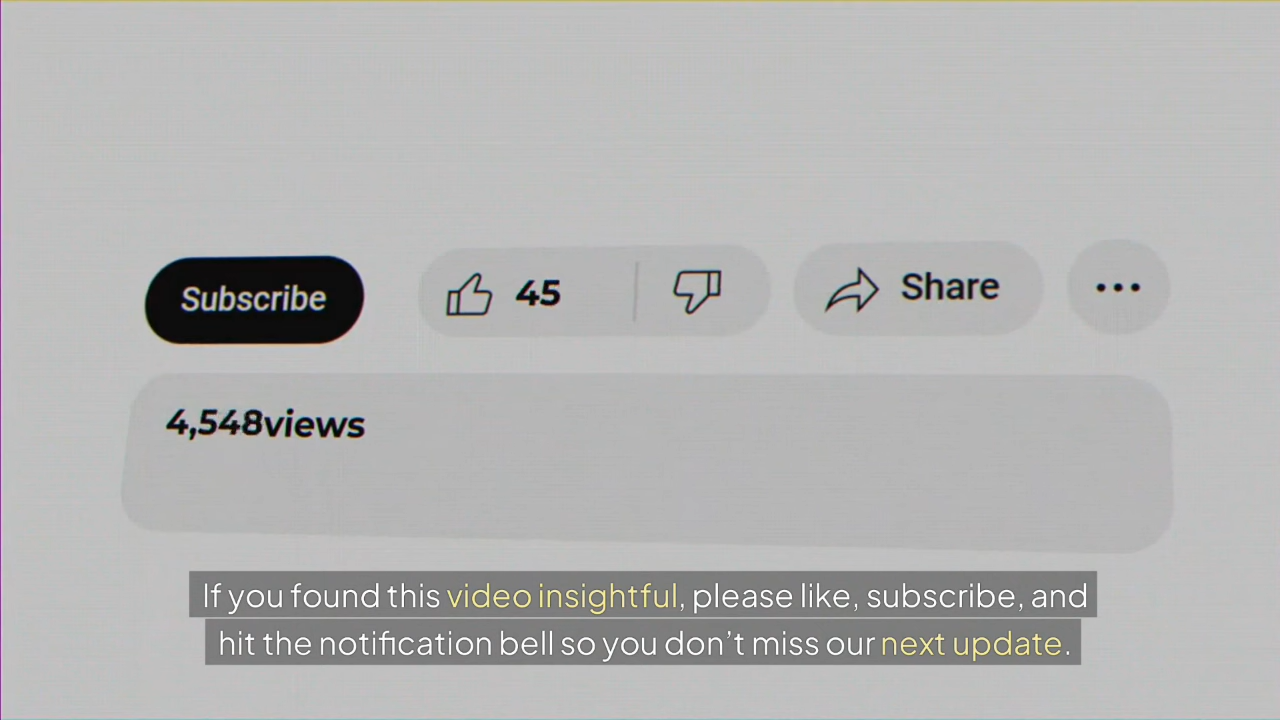 Subscribe 45 Share
4,548views
If you found this video insightful, please like, subscribe, and
hit the notification bell so you don't miss our next update.